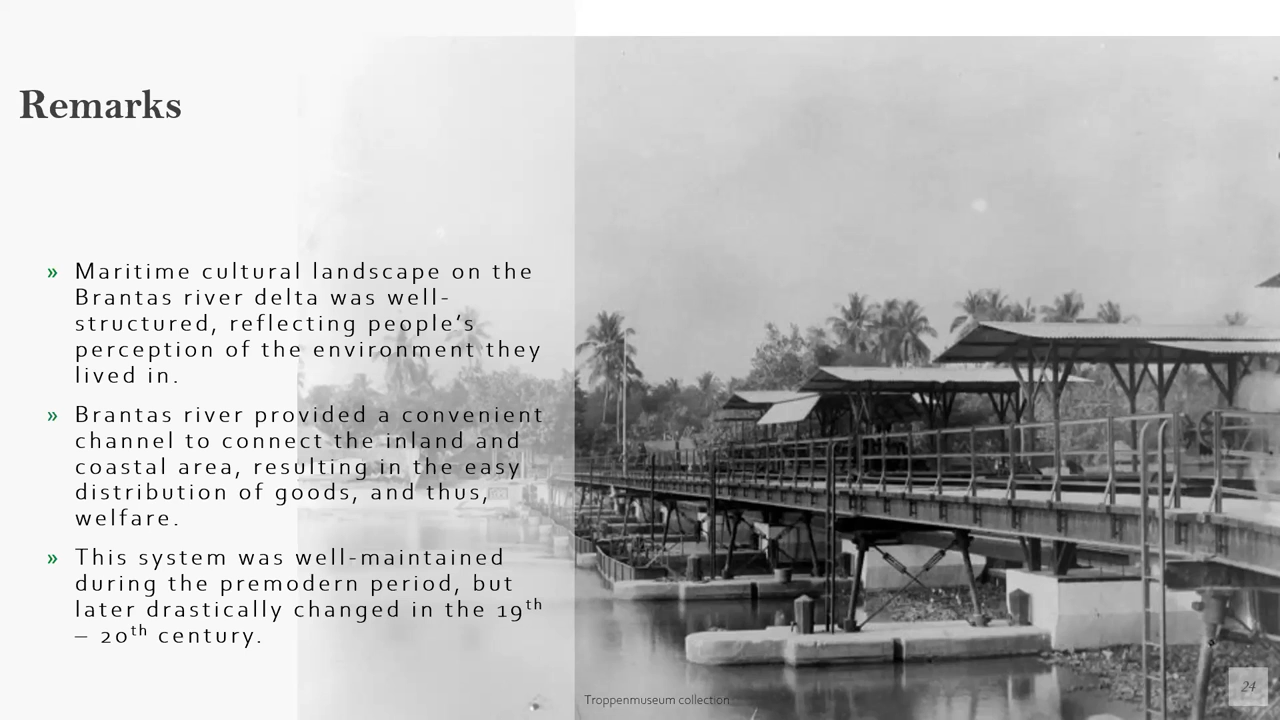 Remarks
» Maritime cultural landscape on the
Brantas river delta was well-
structured, reflecting people's
perception of the environment they
lived in.
» Brantas river provided a convenient
channel to connect the inland and
coastal area, resulting in the easy
distribution of goods, and thus,
welfare.
» This system was well-maintained
during the premodern period, but
later drastically changed in the 19th
– 20th century.
Troppenmuseum collection
24